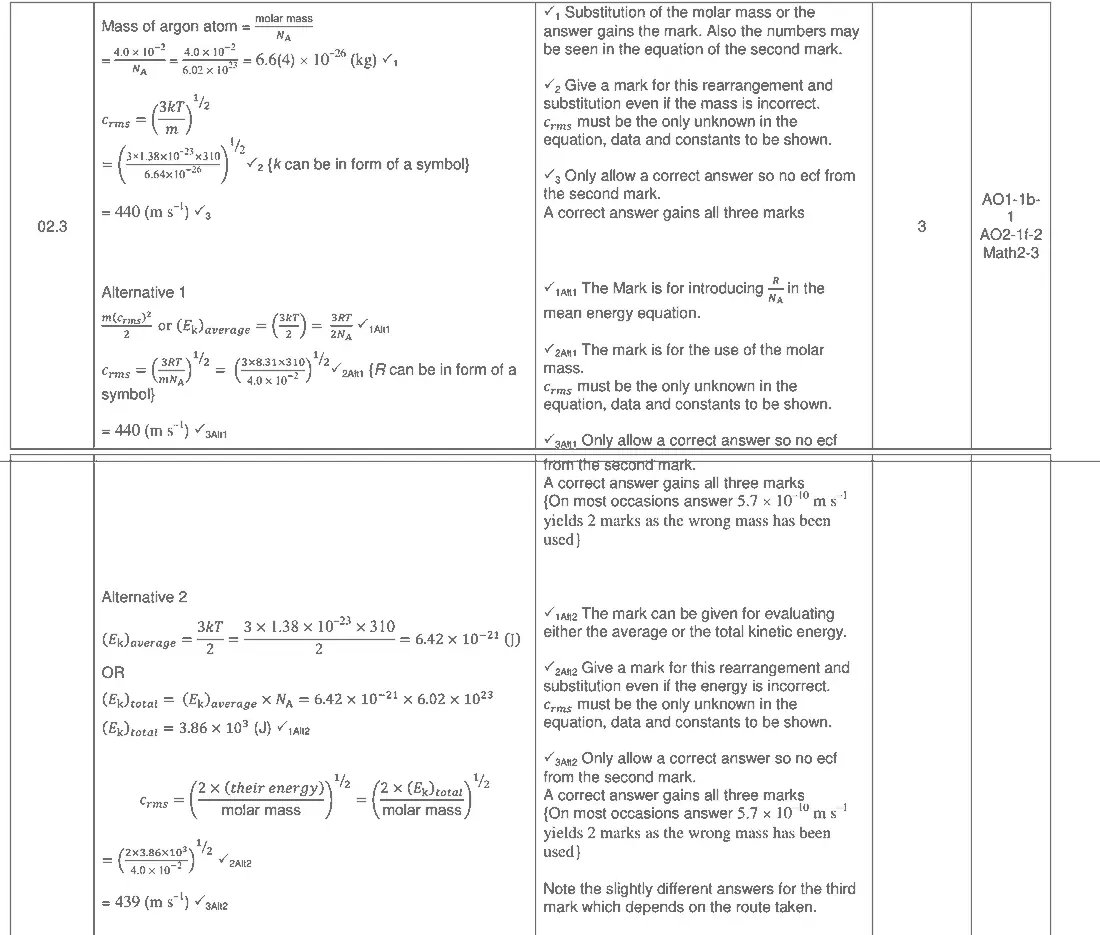 02.3
Mass of argon atom = molar mass / N_A
= 4.0 × 10⁻² / N_A = 4.0 × 10⁻² / 6.02 × 10²³ = 6.6(4) × 10⁻²⁶ (kg) ✓₁
c_rms = (3kT / m)^1/2
= (3×1.38×10⁻²³×310 / 6.64×10⁻²⁶)^1/2 ✓₂ {k can be in form of a symbol}
= 440 (m s⁻¹) ✓₃
Alternative 1
m(c_rms)² / 2 or (E_k)average = (3kT / 2) = 3RT / 2N_A ✓1Alt1
c_rms = (3RT / mN_A)^1/2 = (3×8.31×310 / 4.0 × 10⁻²)^1/2 ✓2Alt1 {R can be in form of a
symbol}
= 440 (m s⁻¹) ✓3Alt1
✓₁ Substitution of the molar mass or the
answer gains the mark. Also the numbers may
be seen in the equation of the second mark.
✓₂ Give a mark for this rearrangement and
substitution even if the mass is incorrect.
c_rms must be the only unknown in the
equation, data and constants to be shown.
✓₃ Only allow a correct answer so no ecf from
the second mark.
A correct answer gains all three marks
✓1Alt1 The Mark is for introducing R / N_A in the
mean energy equation.
✓2Alt1 The mark is for the use of the molar
mass.
c_rms must be the only unknown in the
equation, data and constants to be shown.
✓3Alt1 Only allow a correct answer so no ecf
3
AO1-1b-
1
AO2-1f-2
Math2-3
from the second mark.
A correct answer gains all three marks
{On most occasions answer 5.7 × 10⁻¹⁰ m s⁻¹
yields 2 marks as the wrong mass has been
used}
Alternative 2
(E_k)average = 3kT / 2 = 3 × 1.38 × 10⁻²³ × 310 / 2 = 6.42 × 10⁻²¹ (J)
OR
(E_k)total = (E_k)average × N_A = 6.42 × 10⁻²¹ × 6.02 × 10²³
(E_k)total = 3.86 × 10³ (J) ✓1Alt2
c_rms = (2 × (their energy) / molar mass)^1/2 = (2 × (E_k)total / molar mass)^1/2
= (2×3.86×10³ / 4.0 × 10⁻²)^1/2 ✓2Alt2
= 439 (m s⁻¹) ✓3Alt2
✓1Alt2 The mark can be given for evaluating
either the average or the total kinetic energy.
✓2Alt2 Give a mark for this rearrangement and
substitution even if the energy is incorrect.
c_rms must be the only unknown in the
equation, data and constants to be shown.
✓3Alt2 Only allow a correct answer so no ecf
from the second mark.
A correct answer gains all three marks
{On most occasions answer 5.7 × 10⁻¹⁰ m s⁻¹
yields 2 marks as the wrong mass has been
used}
Note the slightly different answers for the third
mark which depends on the route taken.